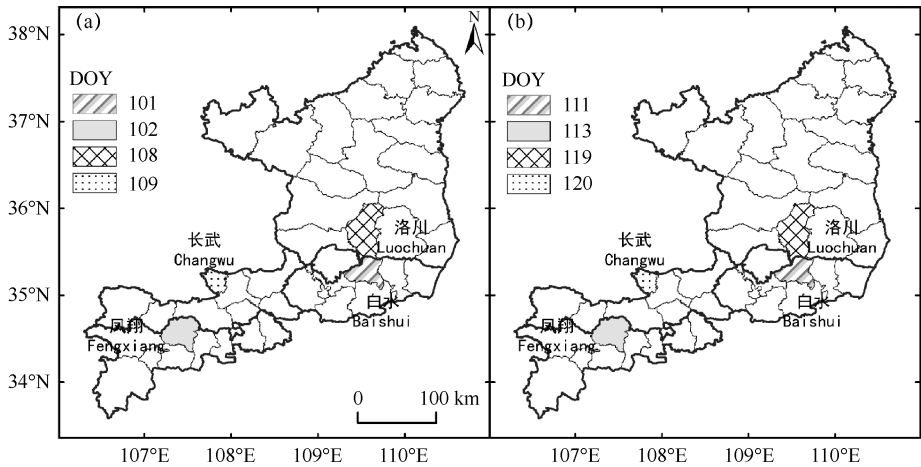 (a)
N
38°N
37°N
36°N
35°N
34°N
DOY
101
102
108
109
洛川
Luochuan
长武
Changwu
白水
Baishui
凤翔
Fengxiang
0 100 km
107°E 108°E 109°E 110°E
(b)
DOY
111
113
119
120
洛川
Luochuan
长武
Changwu
白水
Baishui
凤翔
Fengxiang
107°E 108°E 109°E 110°E